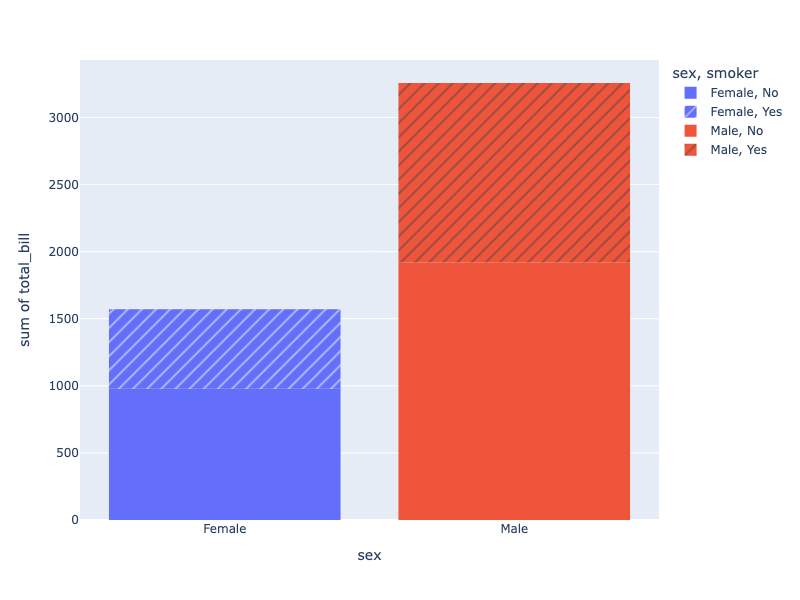 sex, smoker
Female, No
Female, Yes
Male, No
Male, Yes
sum of total_bill
3000
2500
2000
1500
1000
500
0
Female
Male
sex